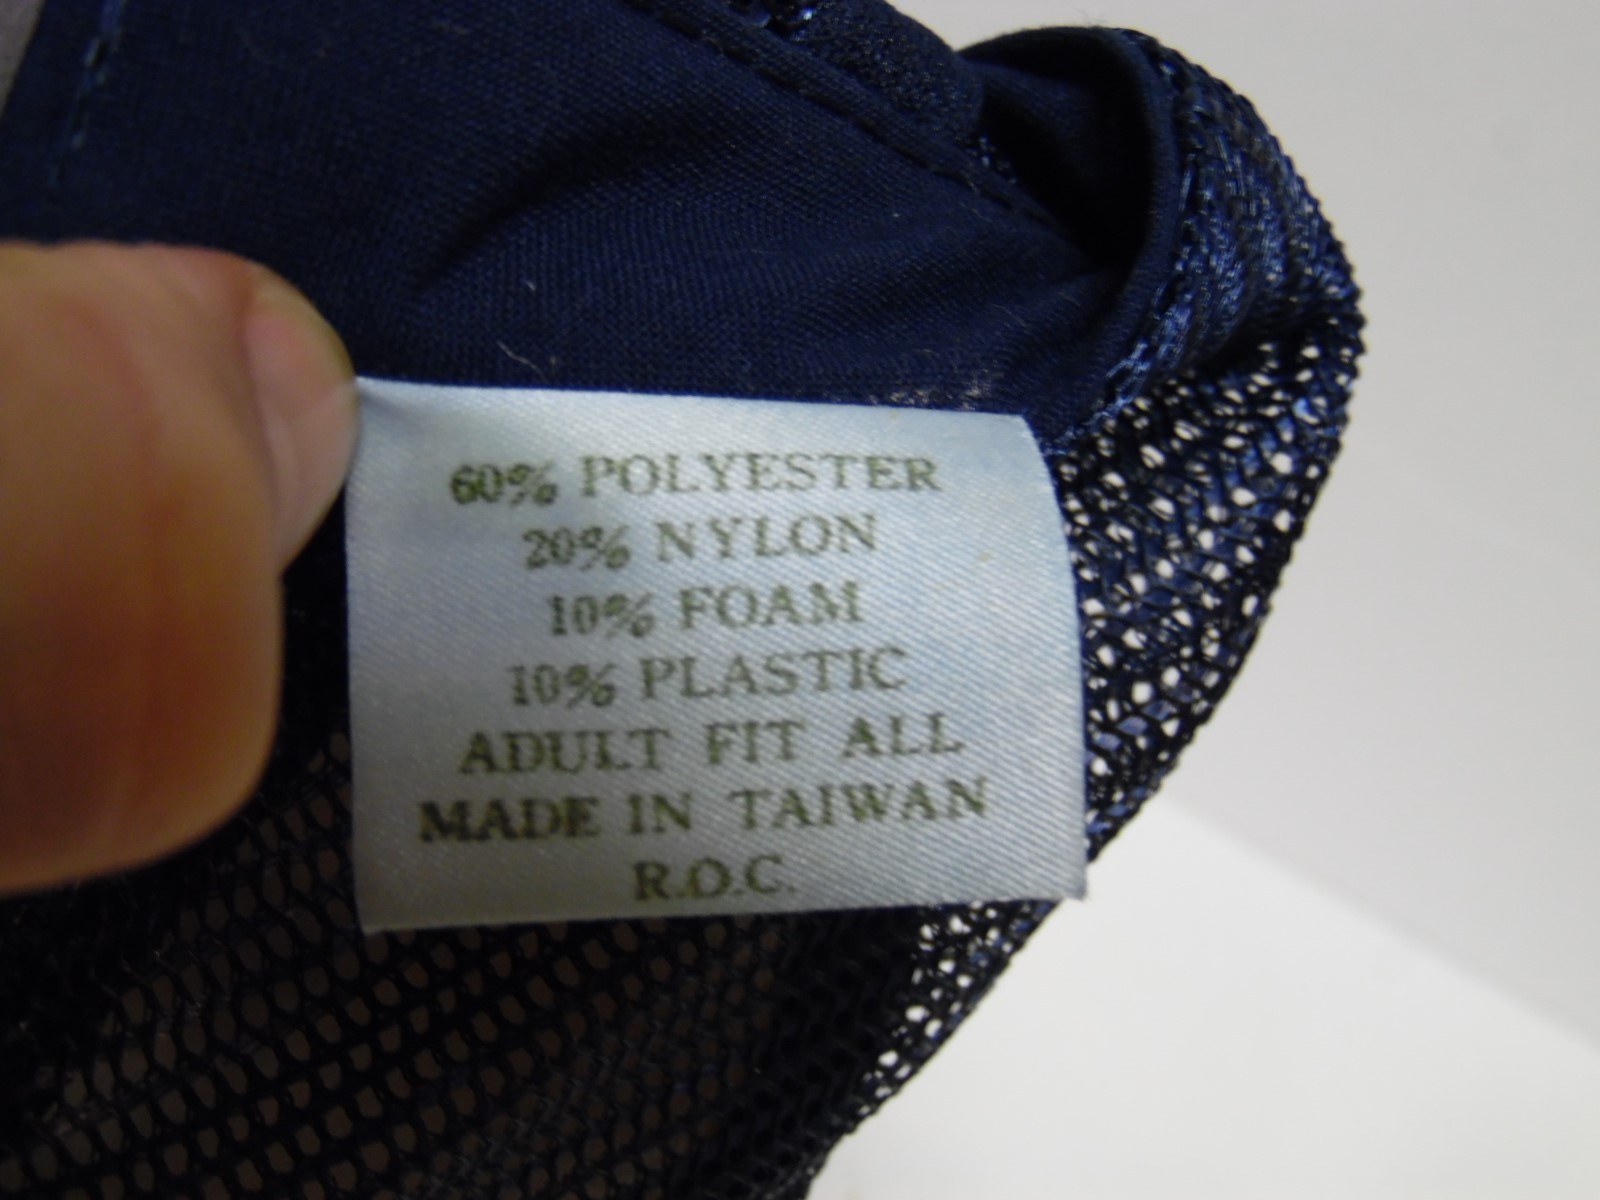 60% POLYESTER
20% NYLON
10% FOAM
10% PLASTIC
ADULT FIT ALL
MADE IN TAIWAN
R.O.C.